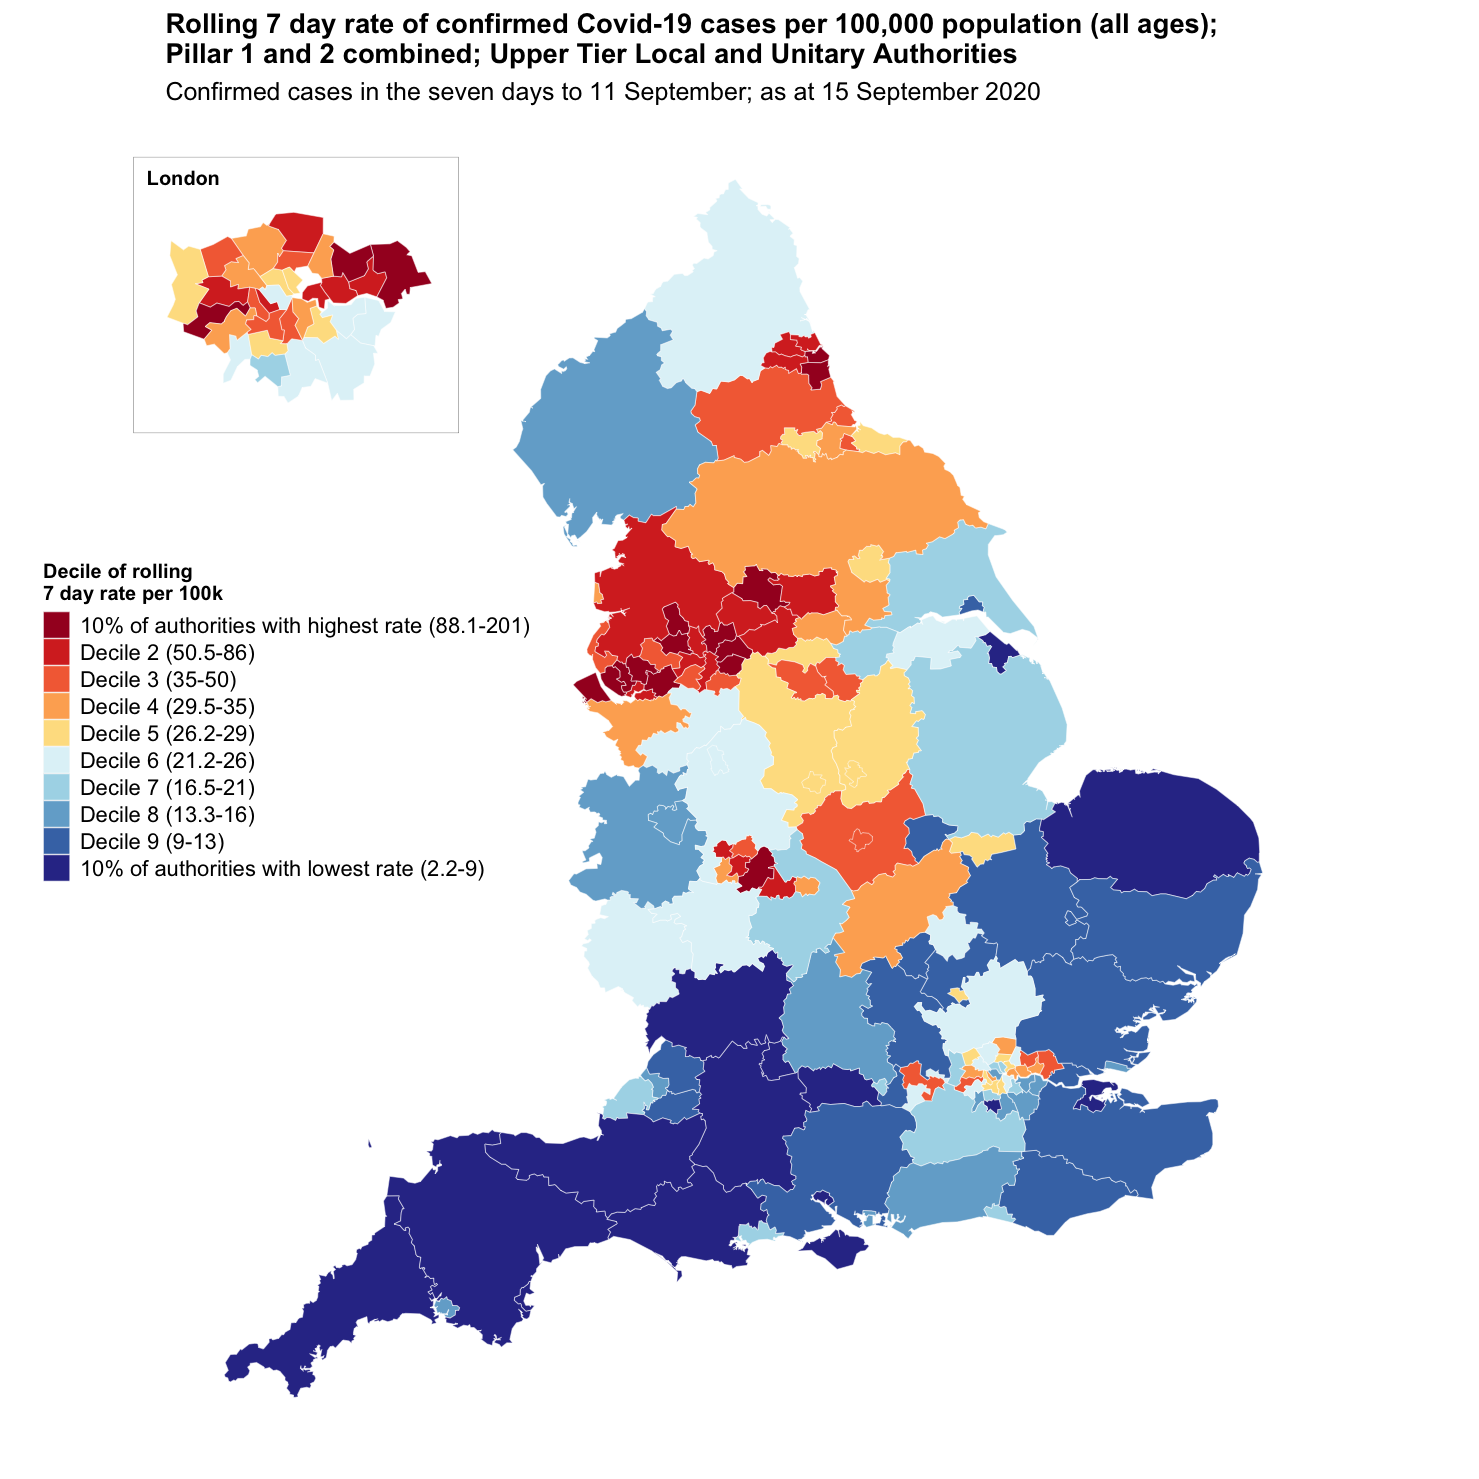 Rolling 7 day rate of confirmed Covid-19 cases per 100,000 population (all ages);
Pillar 1 and 2 combined; Upper Tier Local and Unitary Authorities
Confirmed cases in the seven days to 11 September; as at 15 September 2020
London
Decile of rolling
7 day rate per 100k
10% of authorities with highest rate (88.1-201)
Decile 2 (50.5-86)
Decile 3 (35-50)
Decile 4 (29.5-35)
Decile 5 (26.2-29)
Decile 6 (21.2-26)
Decile 7 (16.5-21)
Decile 8 (13.3-16)
Decile 9 (9-13)
10% of authorities with lowest rate (2.2-9)